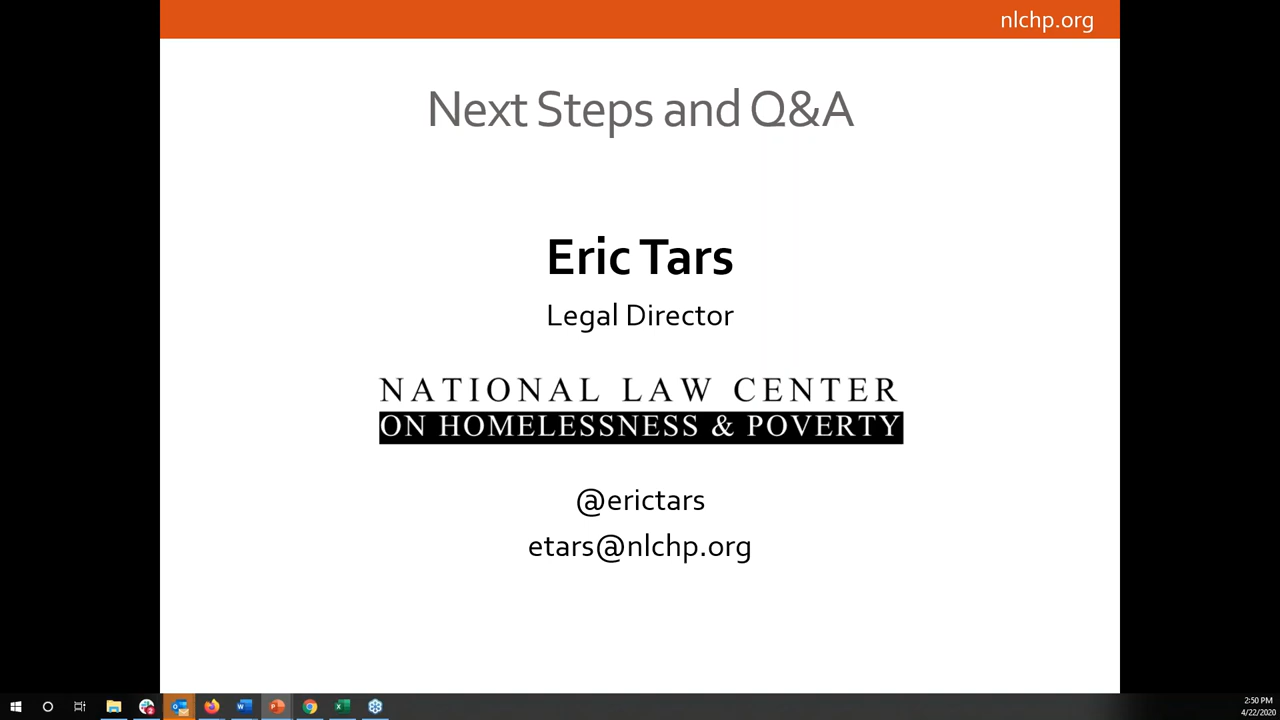 nlchp.org
Next Steps and Q&A
Eric Tars
Legal Director
NATIONAL LAW CENTER
ON HOMELESSNESS & POVERTY
@erictars
etars@nlchp.org
2:50 PM
4/22/2020